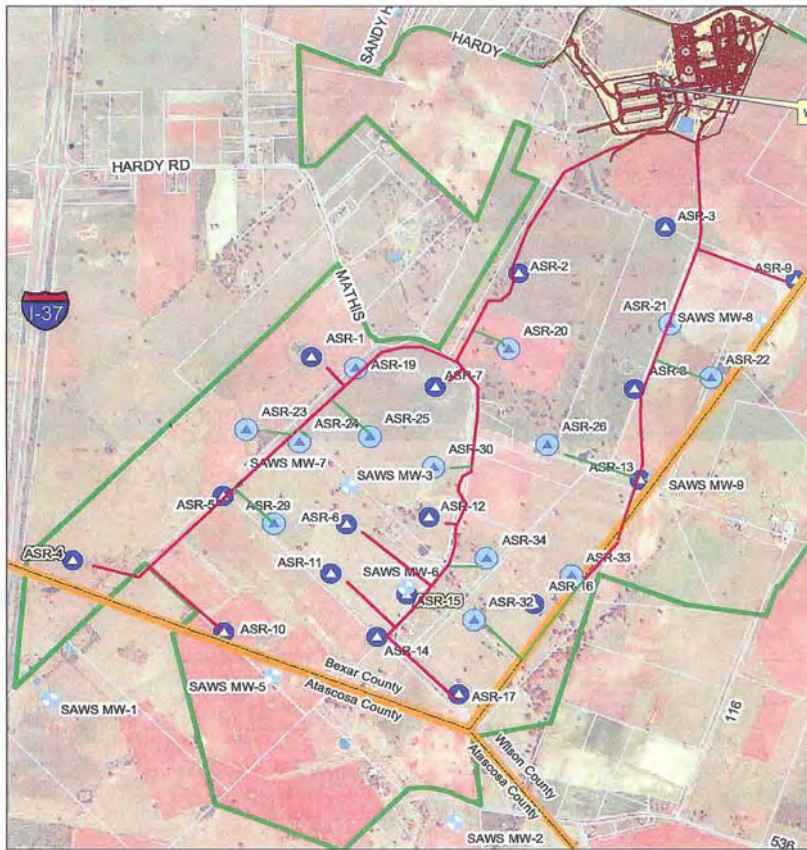 SANDY H
HARDY
W
HARDY RD
MATHIS
I-37
ASR-3
ASR-2
ASR-9
ASR-21
SAWS MW-8
ASR-20
ASR-1
ASR-19
ASR-7
ASR-22
ASR-8
ASR-23
ASR-24
ASR-25
ASR-26
SAWS MW-7
SAWS MW-3
ASR-30
ASR-13
SAWS MW-9
ASR-5
ASR-29
ASR-6
ASR-12
ASR-4
ASR-11
ASR-34
ASR-33
SAWS MW-6
ASR-15
ASR-32
ASR-16
ASR-10
ASR-14
Bexar County
Atascosa County
SAWS MW-5
ASR-17
SAWS MW-1
116
Wilson County
Atascosa County
SAWS MW-2
536